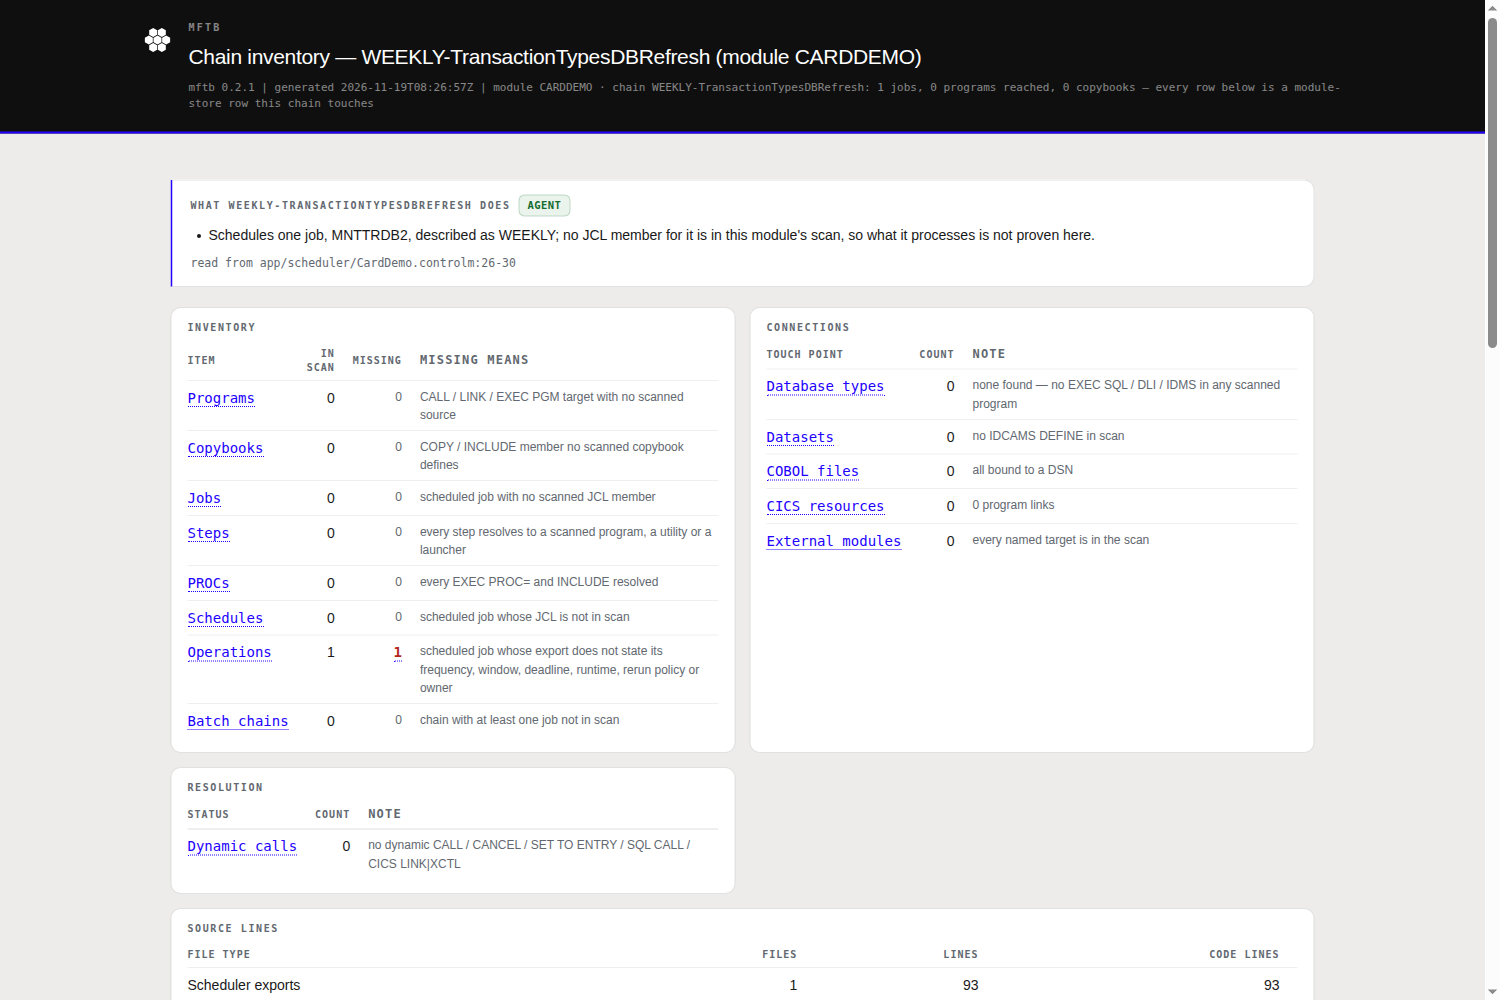 MFTB
Chain inventory — WEEKLY-TransactionTypesDBRefresh (module CARDDEMO)
mftb 0.2.1 | generated 2026-11-19T08:26:57Z | module CARDDEMO · chain WEEKLY-TransactionTypesDBRefresh: 1 jobs, 0 programs reached, 0 copybooks — every row below is a module-
store row this chain touches
WHAT WEEKLY-TRANSACTIONTYPESDBREFRESH DOES AGENT
• Schedules one job, MNTTRDB2, described as WEEKLY; no JCL member for it is in this module's scan, so what it processes is not proven here.
read from app/scheduler/CardDemo.controlm:26-30
INVENTORY
ITEM IN SCAN MISSING MISSING MEANS
Programs 0 0 CALL / LINK / EXEC PGM target with no scanned
source
Copybooks 0 0 COPY / INCLUDE member no scanned copybook
defines
Jobs 0 0 scheduled job with no scanned JCL member
Steps 0 0 every step resolves to a scanned program, a utility or a
launcher
PROCs 0 0 every EXEC PROC= and INCLUDE resolved
Schedules 0 0 scheduled job whose JCL is not in scan
Operations 1 1 scheduled job whose export does not state its
frequency, window, deadline, runtime, rerun policy or
owner
Batch chains 0 0 chain with at least one job not in scan
CONNECTIONS
TOUCH POINT COUNT NOTE
Database types 0 none found — no EXEC SQL / DLI / IDMS in any scanned
program
Datasets 0 no IDCAMS DEFINE in scan
COBOL files 0 all bound to a DSN
CICS resources 0 0 program links
External modules 0 every named target is in the scan
RESOLUTION
STATUS COUNT NOTE
Dynamic calls 0 no dynamic CALL / CANCEL / SET TO ENTRY / SQL CALL /
CICS LINK|XCTL
SOURCE LINES
FILE TYPE FILES LINES CODE LINES
Scheduler exports 1 93 93